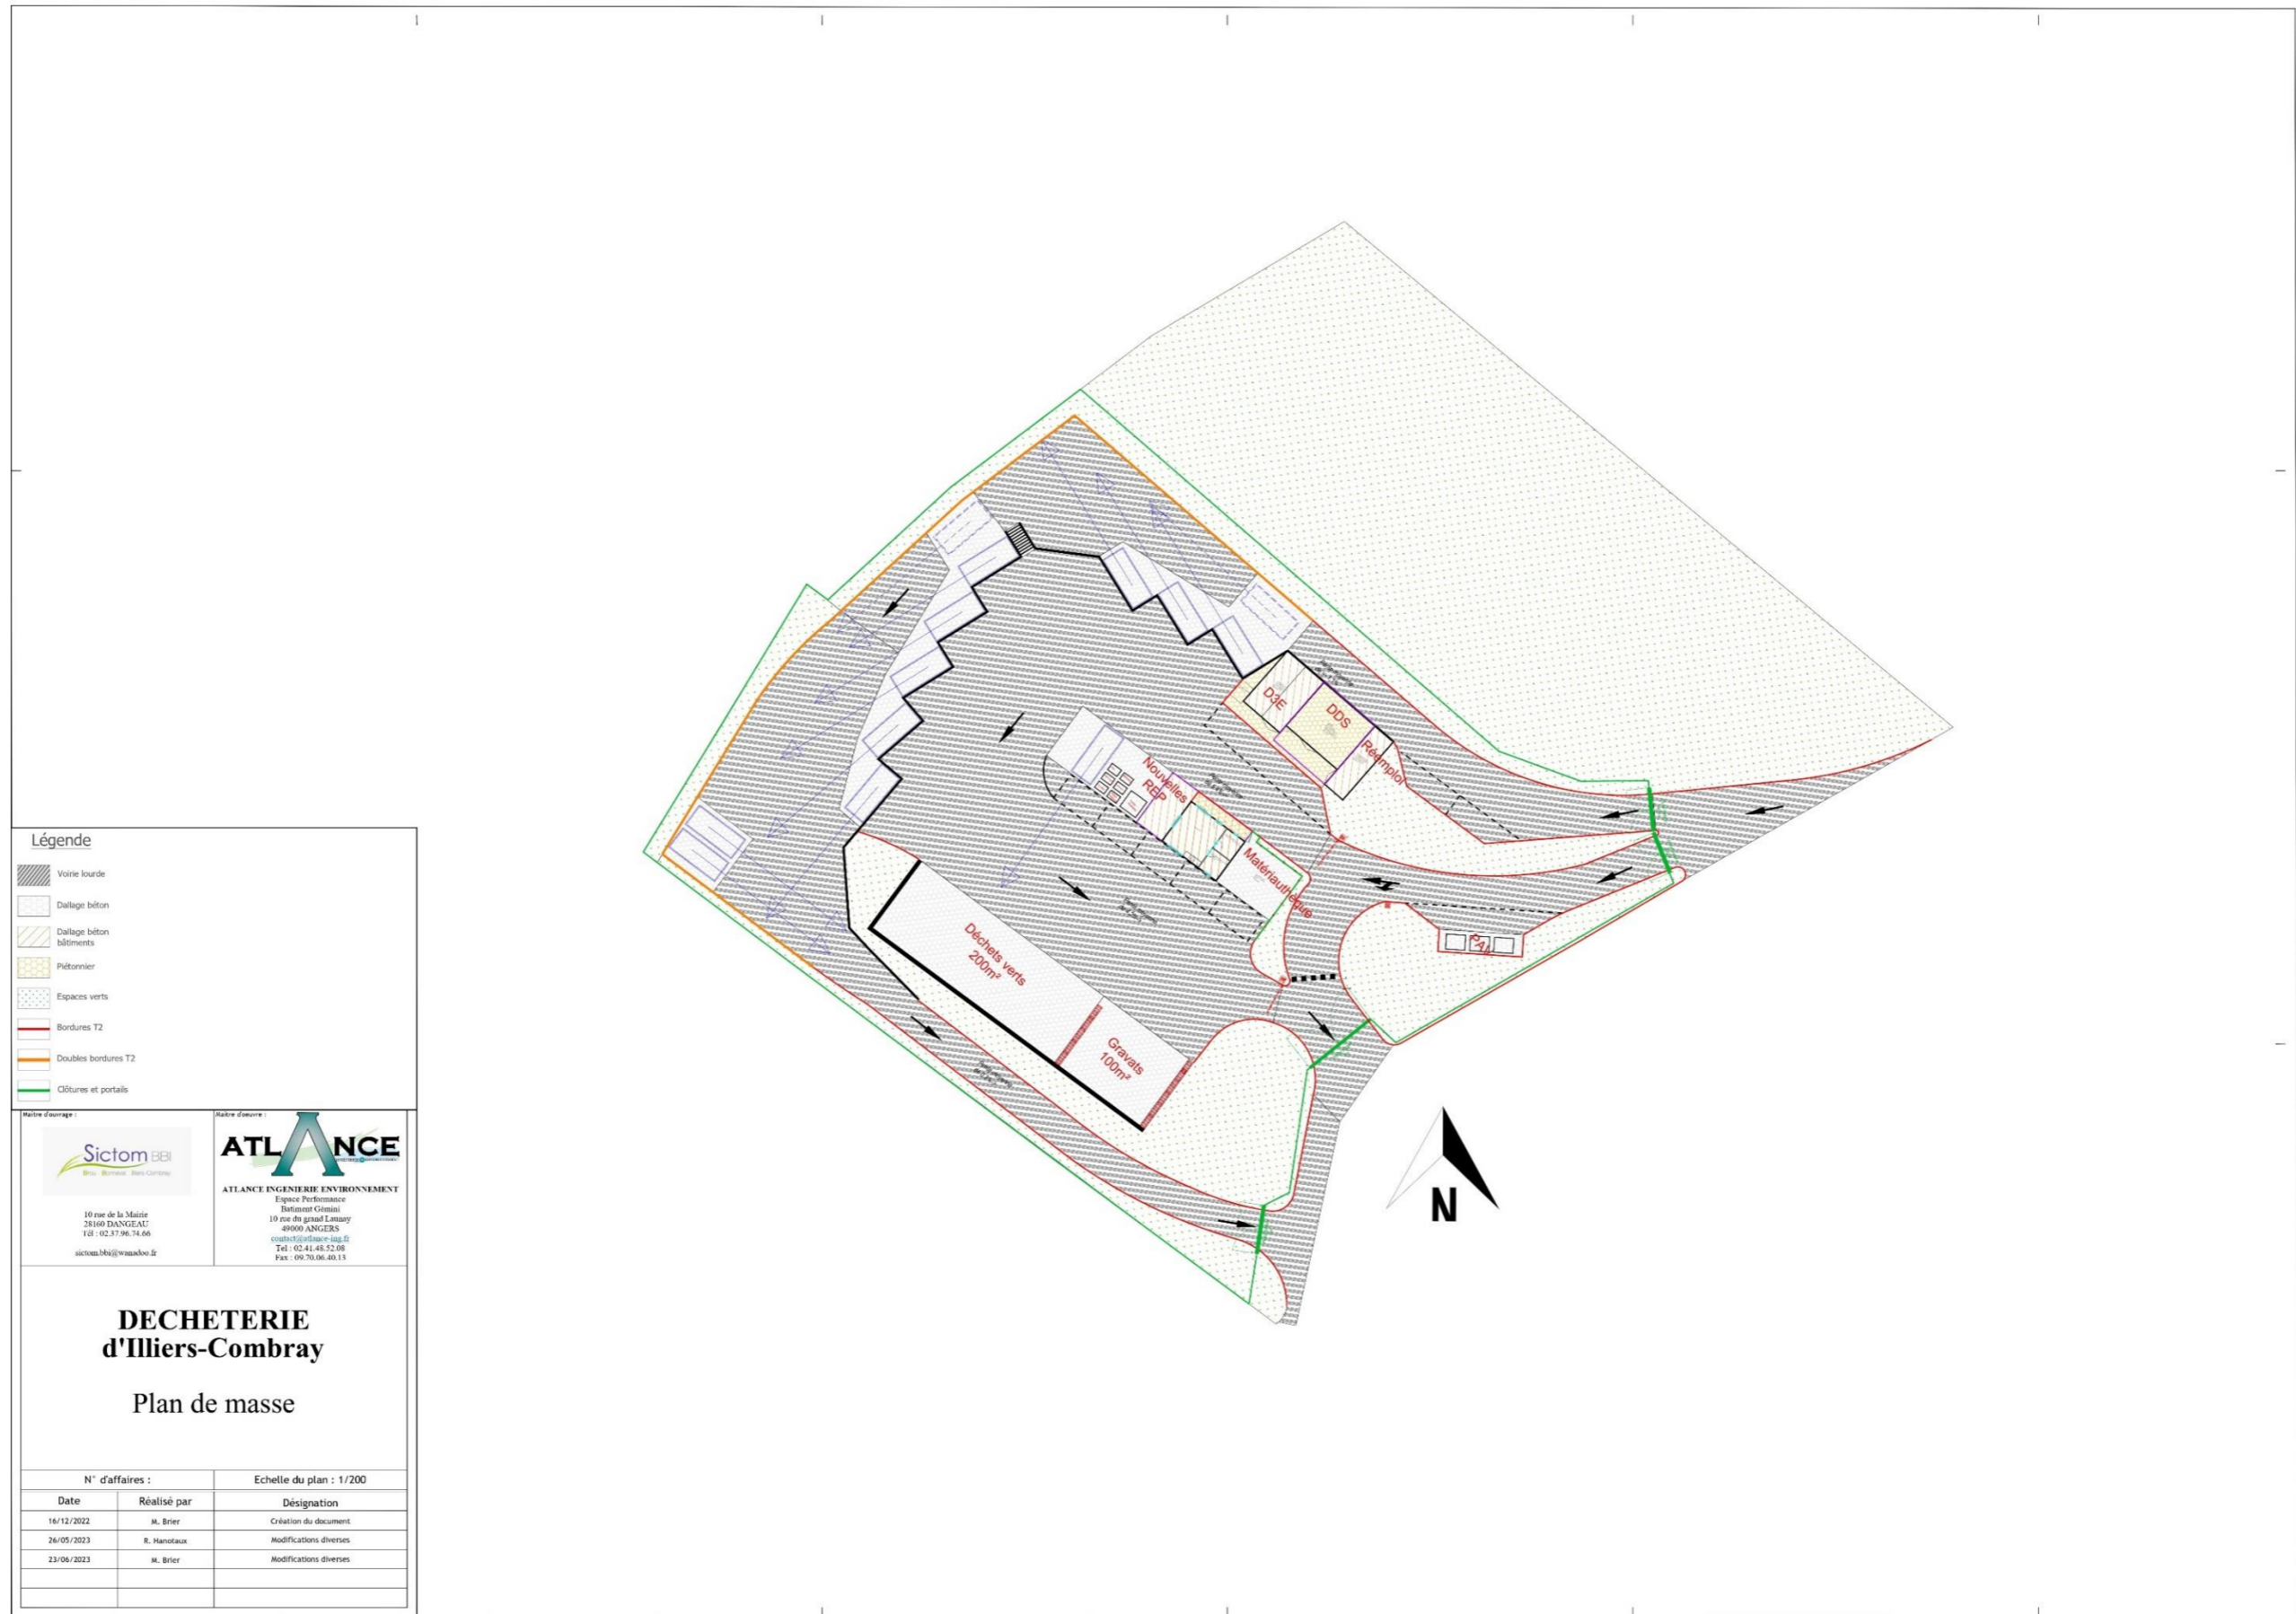 D3E
DDS
Réemploi
Nouvelles
REP
Matériauthèque
Déchets verts
200m²
Gravats
100m²
N
Légende
Voirie lourde
Dallage béton
Dallage béton
bâtiments
Piétonnier
Espaces verts
Bordures T2
Doubles bordures T2
Clôtures et portails
Maitre d'ouvrage :
Sictom BBI
Brou Bonneval Illiers-Combray
10 rue de la Mairie
28160 DANGEAU
Tél : 02.37.96.74.66
sictom.bbi@wanadoo.fr
Maitre d'oeuvre :
ATLANCE
ATLANCE INGENIERIE ENVIRONNEMENT
Espace Performance
Batiment Gémini
10 rue du grand Launay
49000 ANGERS
contact@atlance-ing.fr
Tel : 02.41.48.52.08
Fax : 09.70.06.40.13
DECHETERIE
d'Illiers-Combray
Plan de masse
N° d'affaires :
Echelle du plan : 1/200
Date Réalisé par Désignation
16/12/2022 M. Brier Création du document
26/05/2023 R. Hanotaux Modifications diverses
23/06/2023 M. Brier Modifications diverses